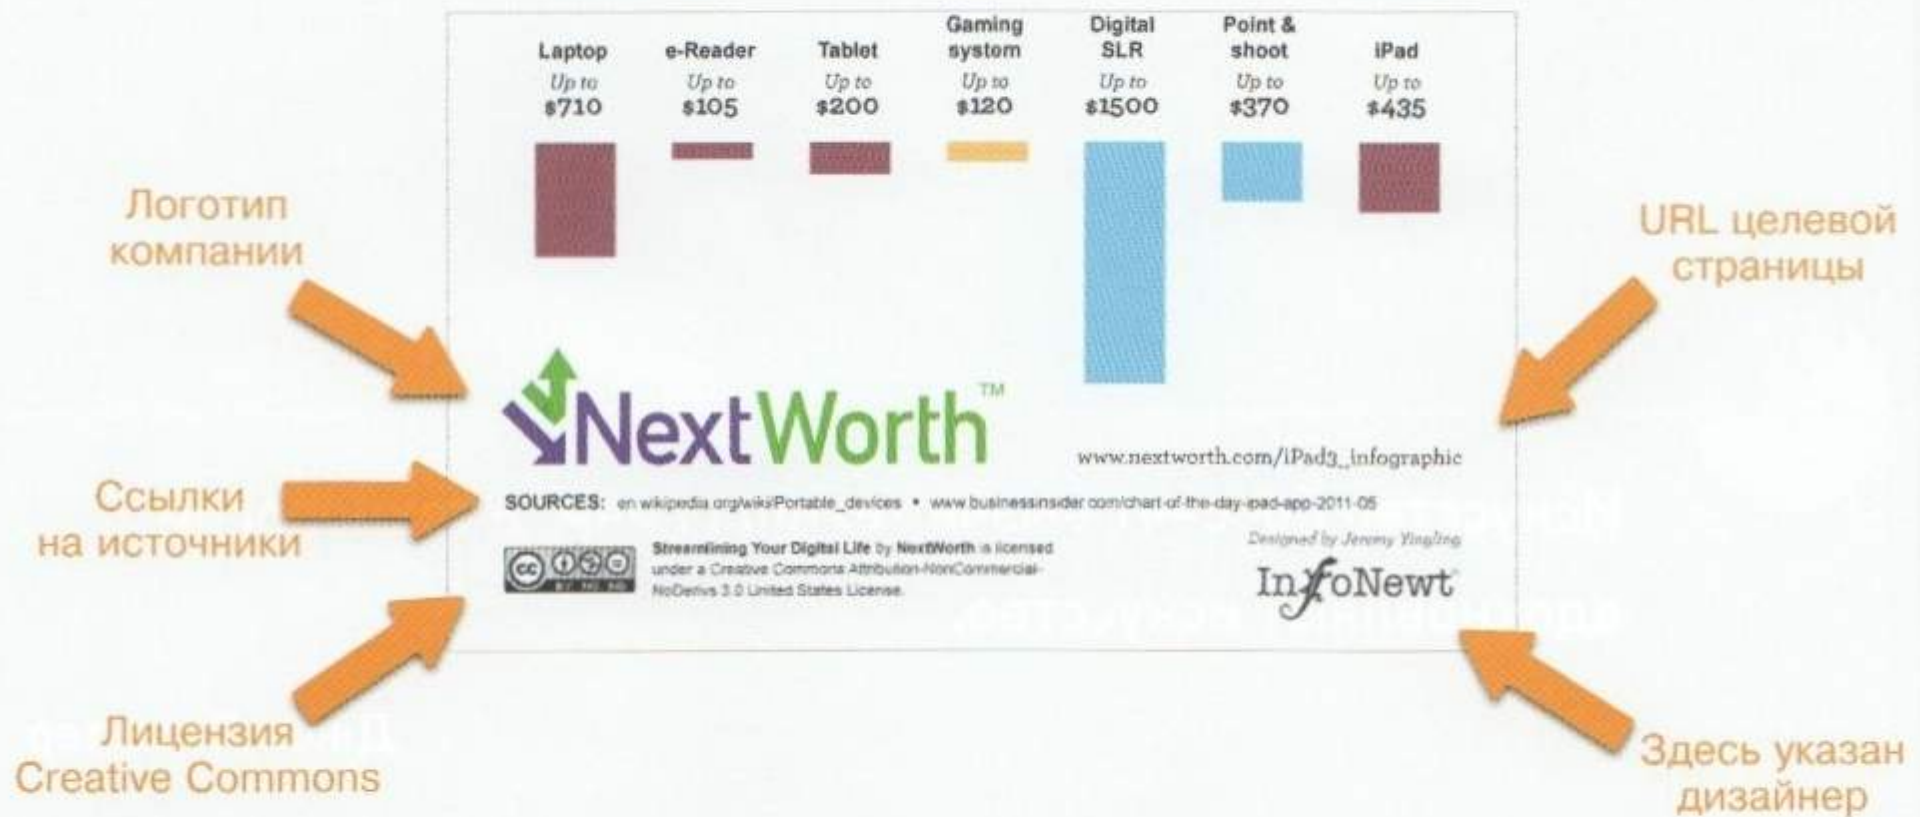 Laptop
Up to
$710
e-Reader
Up to
$105
Tablet
Up to
$200
Gaming
system
Up to
$120
Digital
SLR
Up to
$1500
Point &
shoot
Up to
$370
iPad
Up to
$435
Логотип
компании
URL целевой
страницы
NextWorth™
www.nextworth.com/iPad3_infographic
Ссылки
на источники
SOURCES: en.wikipedia.org/wiki/Portable_devices • www.businessinsider.com/chart-of-the-day-ipad-app-2011-05
Designed by Jeremy Yingling
InfoNewt
cc
BY NC ND
Streamlining Your Digital Life by NextWorth is licensed
under a Creative Commons Attribution-NonCommercial-
NoDerivs 3.0 United States License.
Лицензия
Creative Commons
Здесь указан
дизайнер